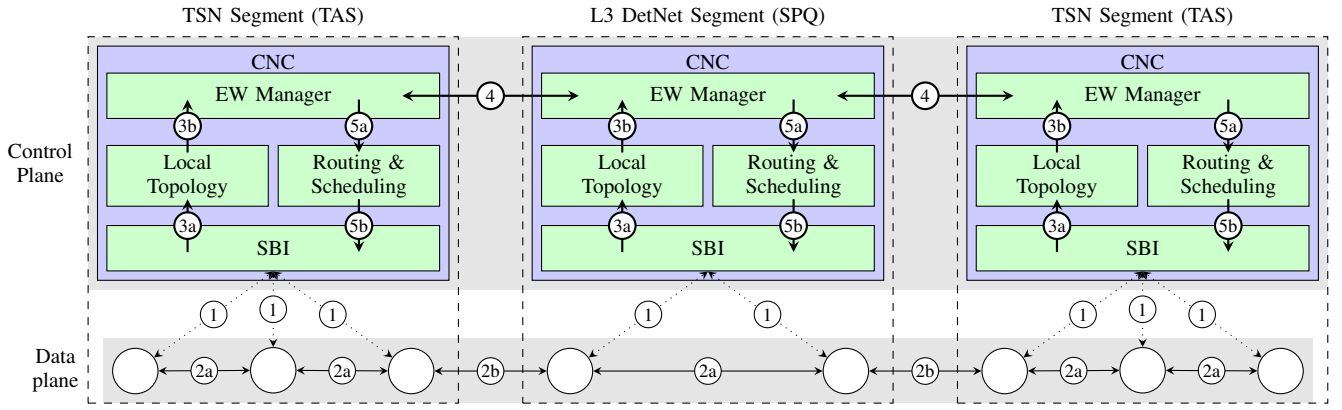 TSN Segment (TAS) L3 DetNet Segment (SPQ) TSN Segment (TAS)
CNC CNC CNC
EW Manager 4 EW Manager 4 EW Manager
3b 5a 3b 5a 3b 5a
Control
Plane
Local Routing & Local Routing & Local Routing &
Topology Scheduling Topology Scheduling Topology Scheduling
3a 5b 3a 5b 3a 5b
SBI SBI SBI
1 1 1 1 1 1 1 1
Data
plane
2a 2a 2b 2a 2b 2a 2a